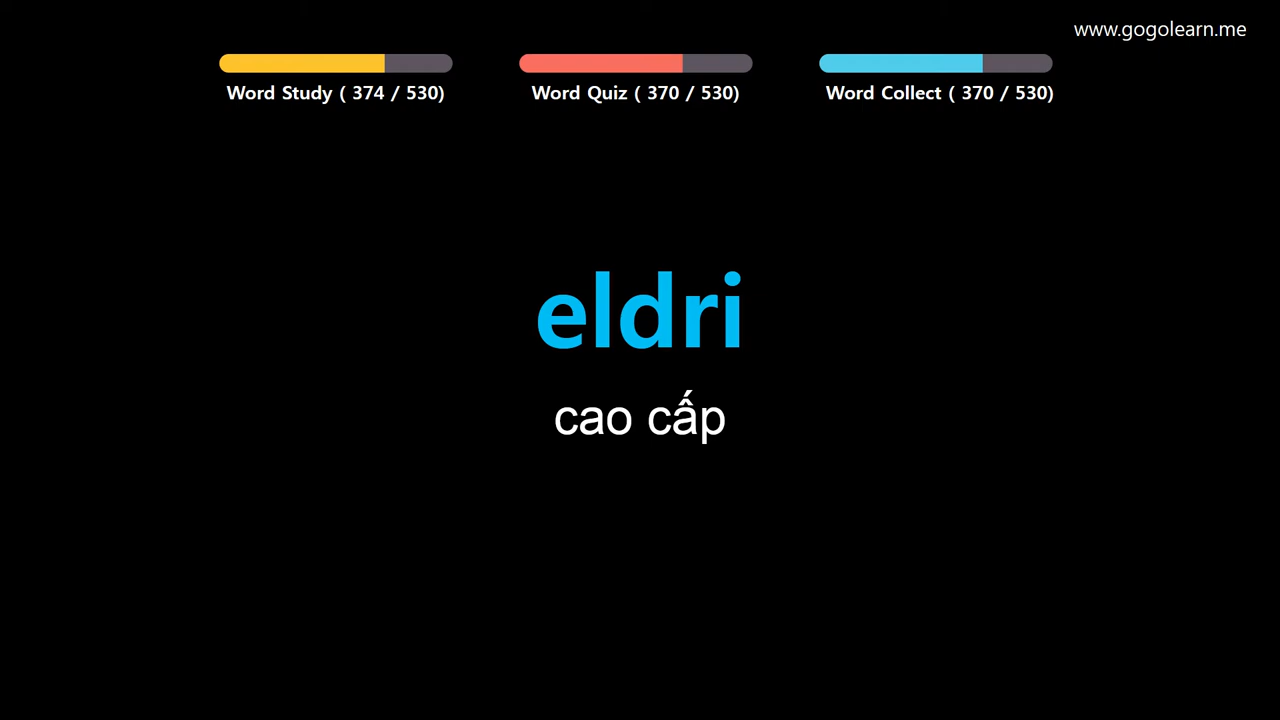 www.gogolearn.me
Word Study ( 374 / 530)
Word Quiz ( 370 / 530)
Word Collect ( 370 / 530)
eldri
cao cấp